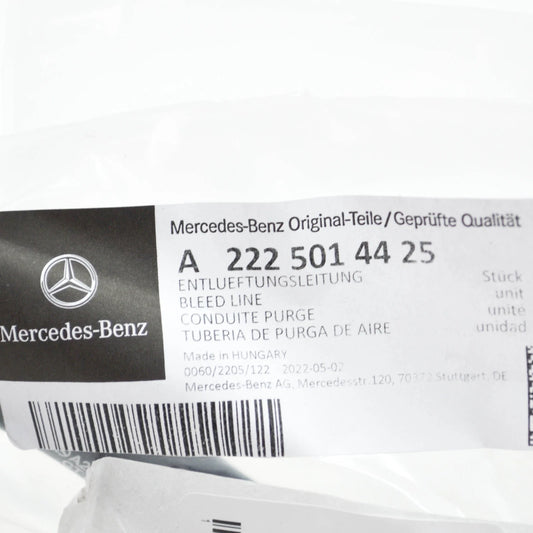 Mercedes-Benz
Mercedes-Benz Original-Teile/Geprüfte Qualität
A 222 501 44 25
ENTLUEFTUNGSLEITUNG Stück
BLEED LINE unit
CONDUITE PURGE unite
TUBERIA DE PURGA DE AIRE unidad
Made in HUNGARY
0060/2205/122 2022-05-02
Mercedes-Benz AG, Mercedesstr.120, 70372 Stuttgart, DE